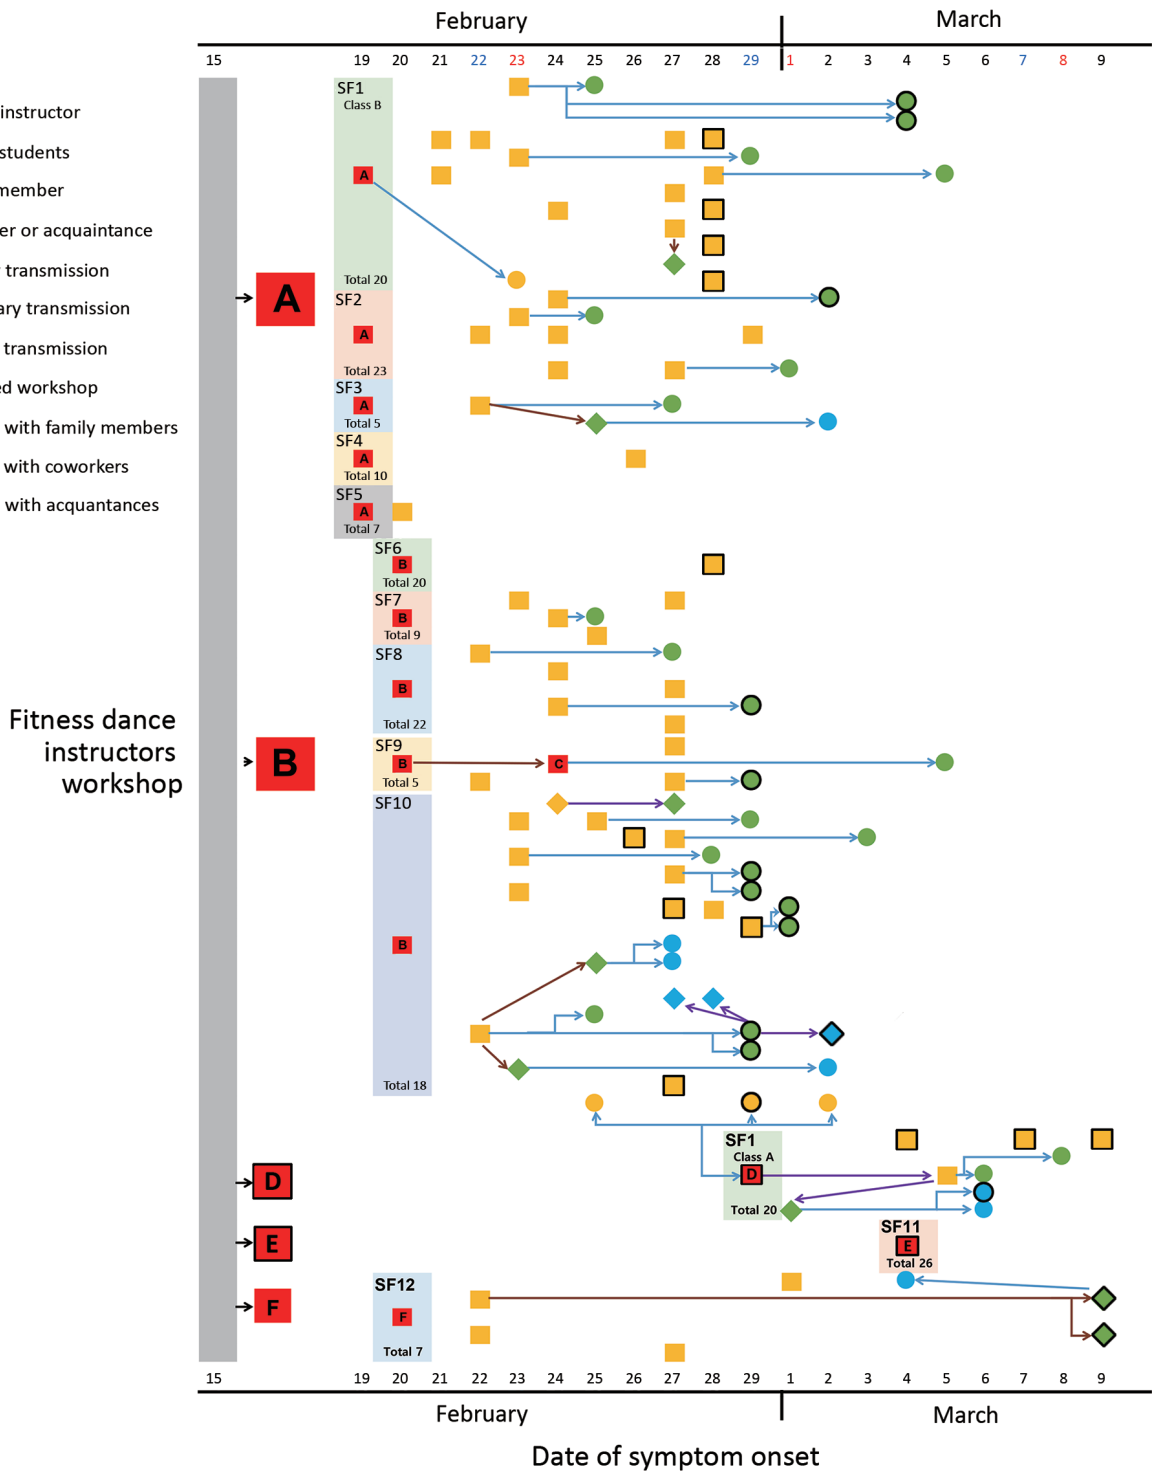 February March
15 19 20 21 22 23 24 25 26 27 28 29 1 2 3 4 5 6 7 8 9
instructor
students
member
er or acquaintance
transmission
ary transmission
transmission
ed workshop
with family members
with coworkers
with acquantances
SF1
Class B
A
Total 20
A
SF2
A
Total 23
SF3
A
Total 5
SF4
A
Total 10
SF5
A
Total 7
SF6
B
Total 20
SF7
B
Total 9
SF8
B
Total 22
Fitness dance
instructors
workshop
B
SF9
B C
Total 5
SF10
B
Total 18
D
SF1
Class A
D
Total 20
E
SF11
E
Total 26
F
SF12
F
Total 7
15 19 20 21 22 23 24 25 26 27 28 29 1 2 3 4 5 6 7 8 9
February March
Date of symptom onset